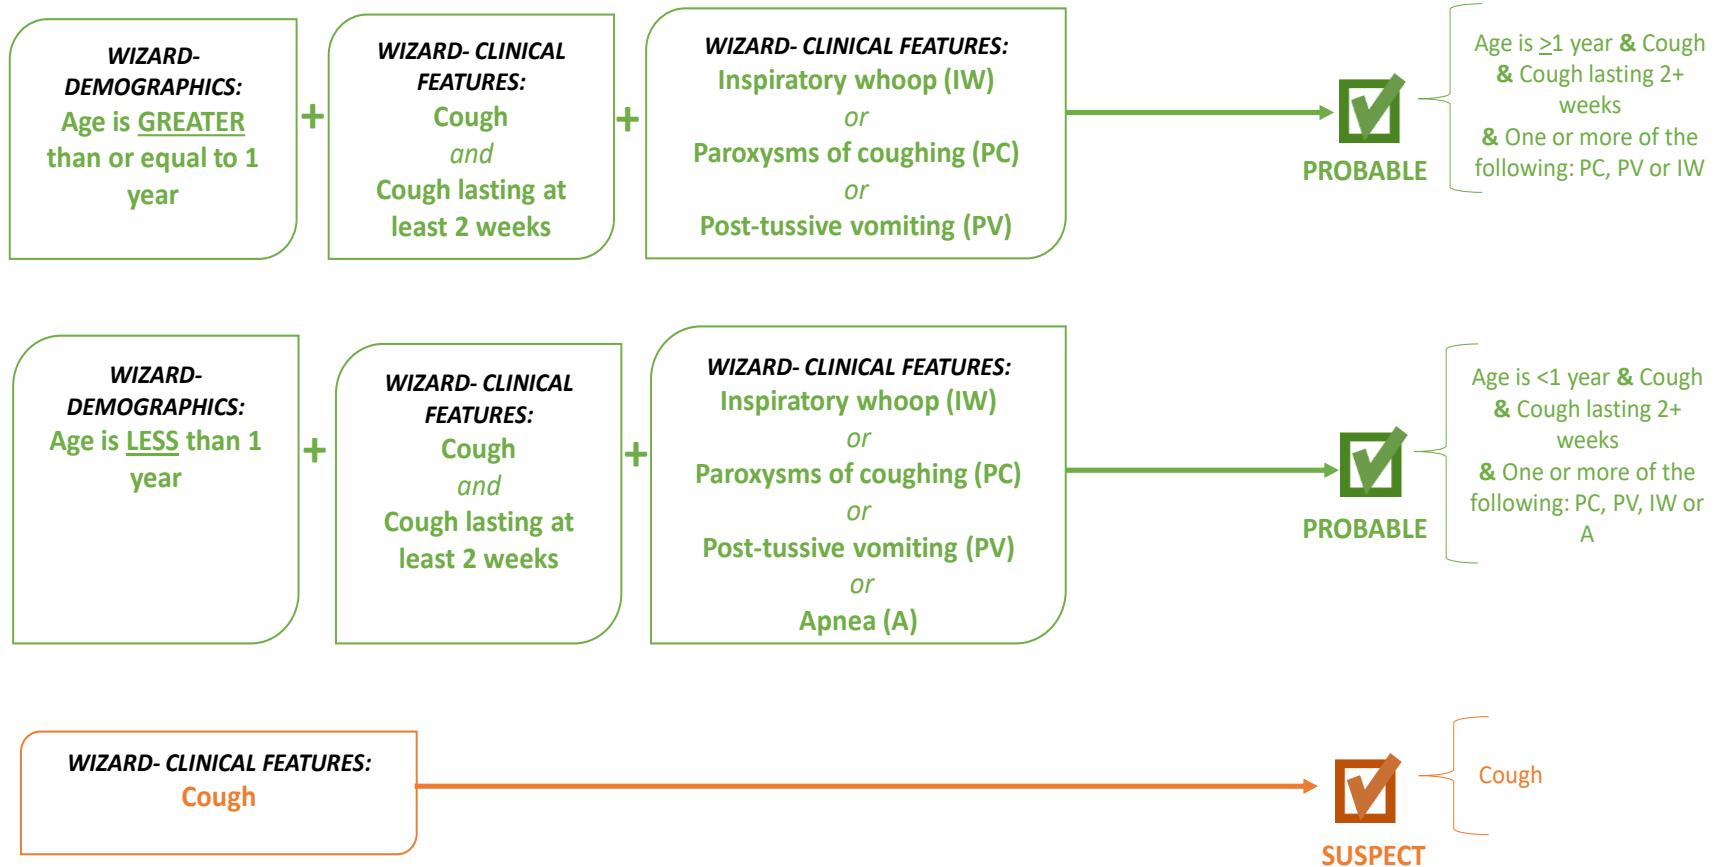 WIZARD-
DEMOGRAPHICS:
Age is GREATER
than or equal to 1
year
+
WIZARD- CLINICAL
FEATURES:
Cough
and
Cough lasting at
least 2 weeks
+
WIZARD- CLINICAL FEATURES:
Inspiratory whoop (IW)
or
Paroxysms of coughing (PC)
or
Post-tussive vomiting (PV)
PROBABLE
Age is ≥1 year & Cough
& Cough lasting 2+
weeks
& One or more of the
following: PC, PV or IW
WIZARD-
DEMOGRAPHICS:
Age is LESS than 1
year
+
WIZARD- CLINICAL
FEATURES:
Cough
and
Cough lasting at
least 2 weeks
+
WIZARD- CLINICAL FEATURES:
Inspiratory whoop (IW)
or
Paroxysms of coughing (PC)
or
Post-tussive vomiting (PV)
or
Apnea (A)
PROBABLE
Age is <1 year & Cough
& Cough lasting 2+
weeks
& One or more of the
following: PC, PV, IW or
A
WIZARD- CLINICAL FEATURES:
Cough
SUSPECT
Cough